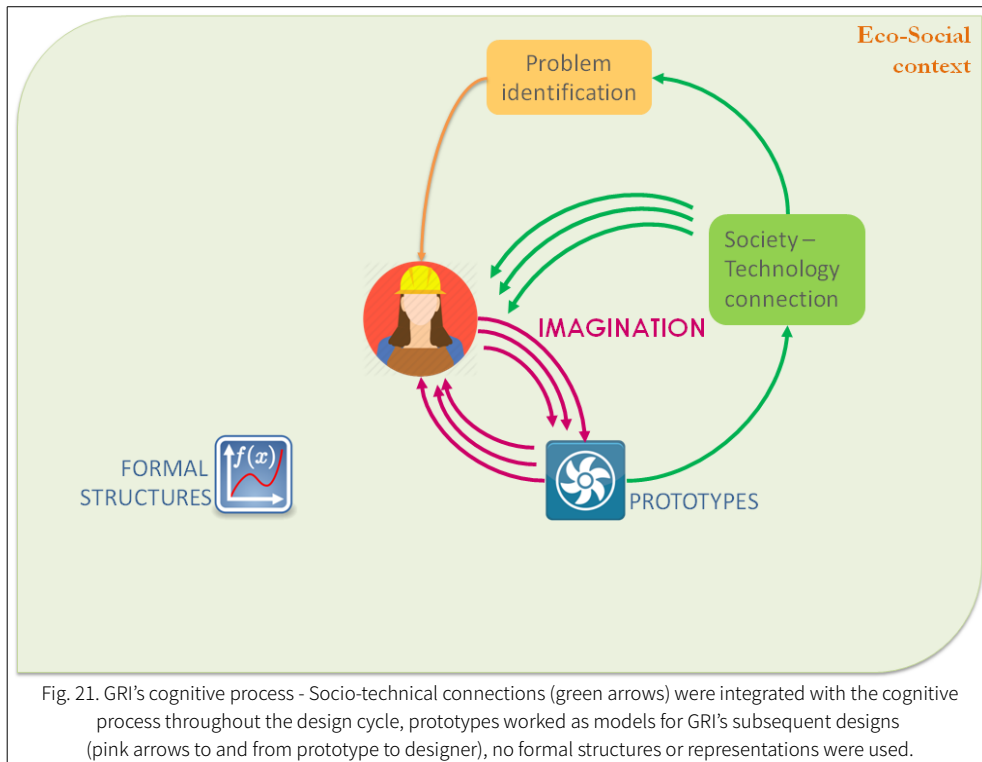 Eco-Social
context
Problem
identification
Society –
Technology
connection
IMAGINATION
FORMAL
STRUCTURES
f(x)
PROTOTYPES
Fig. 21. GRI’s cognitive process - Socio-technical connections (green arrows) were integrated with the cognitive
process throughout the design cycle, prototypes worked as models for GRI’s subsequent designs
(pink arrows to and from prototype to designer), no formal structures or representations were used.